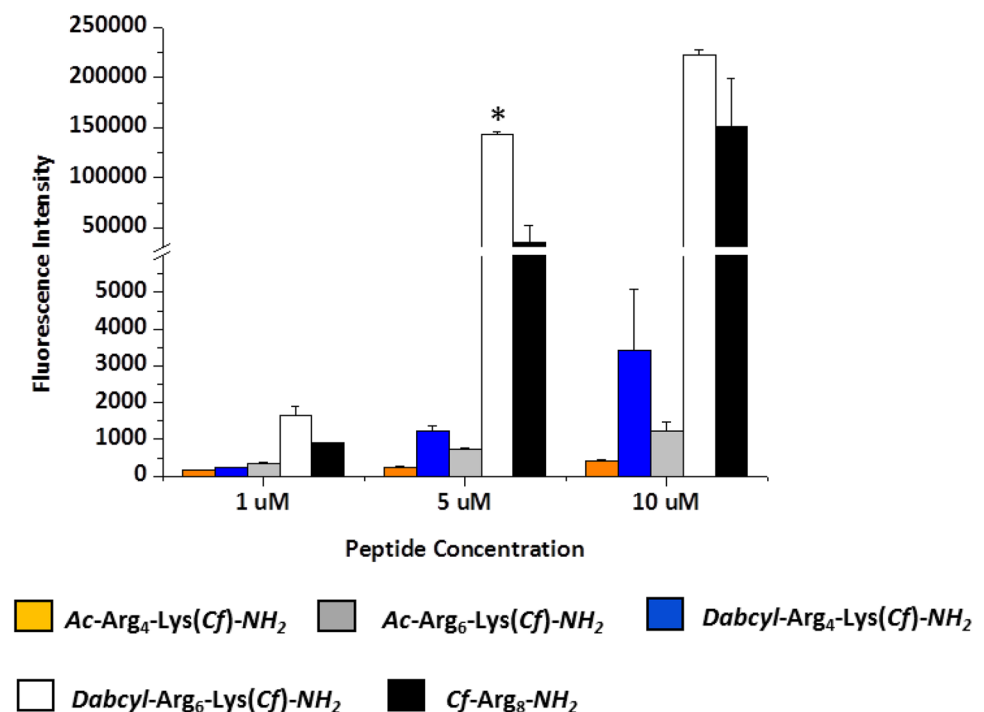 250000
200000
150000
100000
50000
5000
4000
3000
2000
1000
0
Fluorescence Intensity
*
1 uM 5 uM 10 uM
Peptide Concentration
Ac-Arg₄-Lys(Cf)-NH₂ Ac-Arg₆-Lys(Cf)-NH₂ Dabcyl-Arg₄-Lys(Cf)-NH₂
Dabcyl-Arg₆-Lys(Cf)-NH₂ Cf-Arg₈-NH₂